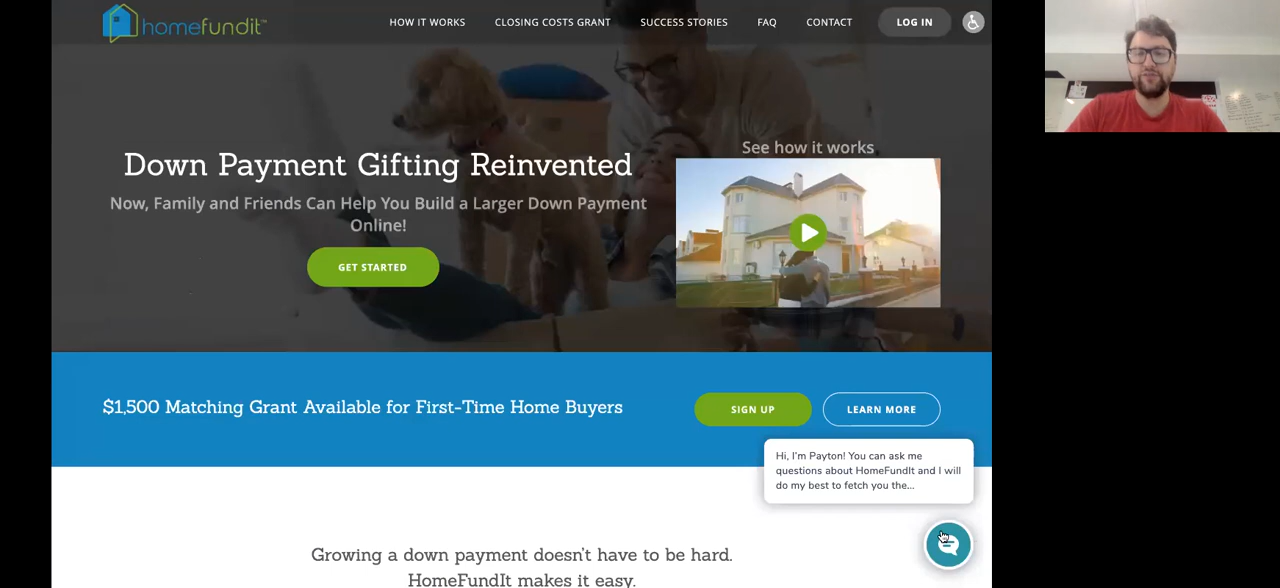 homefundit™
HOW IT WORKS
CLOSING COSTS GRANT
SUCCESS STORIES
FAQ
CONTACT
LOG IN
Down Payment Gifting Reinvented
Now, Family and Friends Can Help You Build a Larger Down Payment
Online!
GET STARTED
See how it works
$1,500 Matching Grant Available for First-Time Home Buyers
SIGN UP
LEARN MORE
Hi, I'm Payton! You can ask me
questions about HomeFundIt and I will
do my best to fetch you the...
Growing a down payment doesn't have to be hard.
HomeFundIt makes it easy.